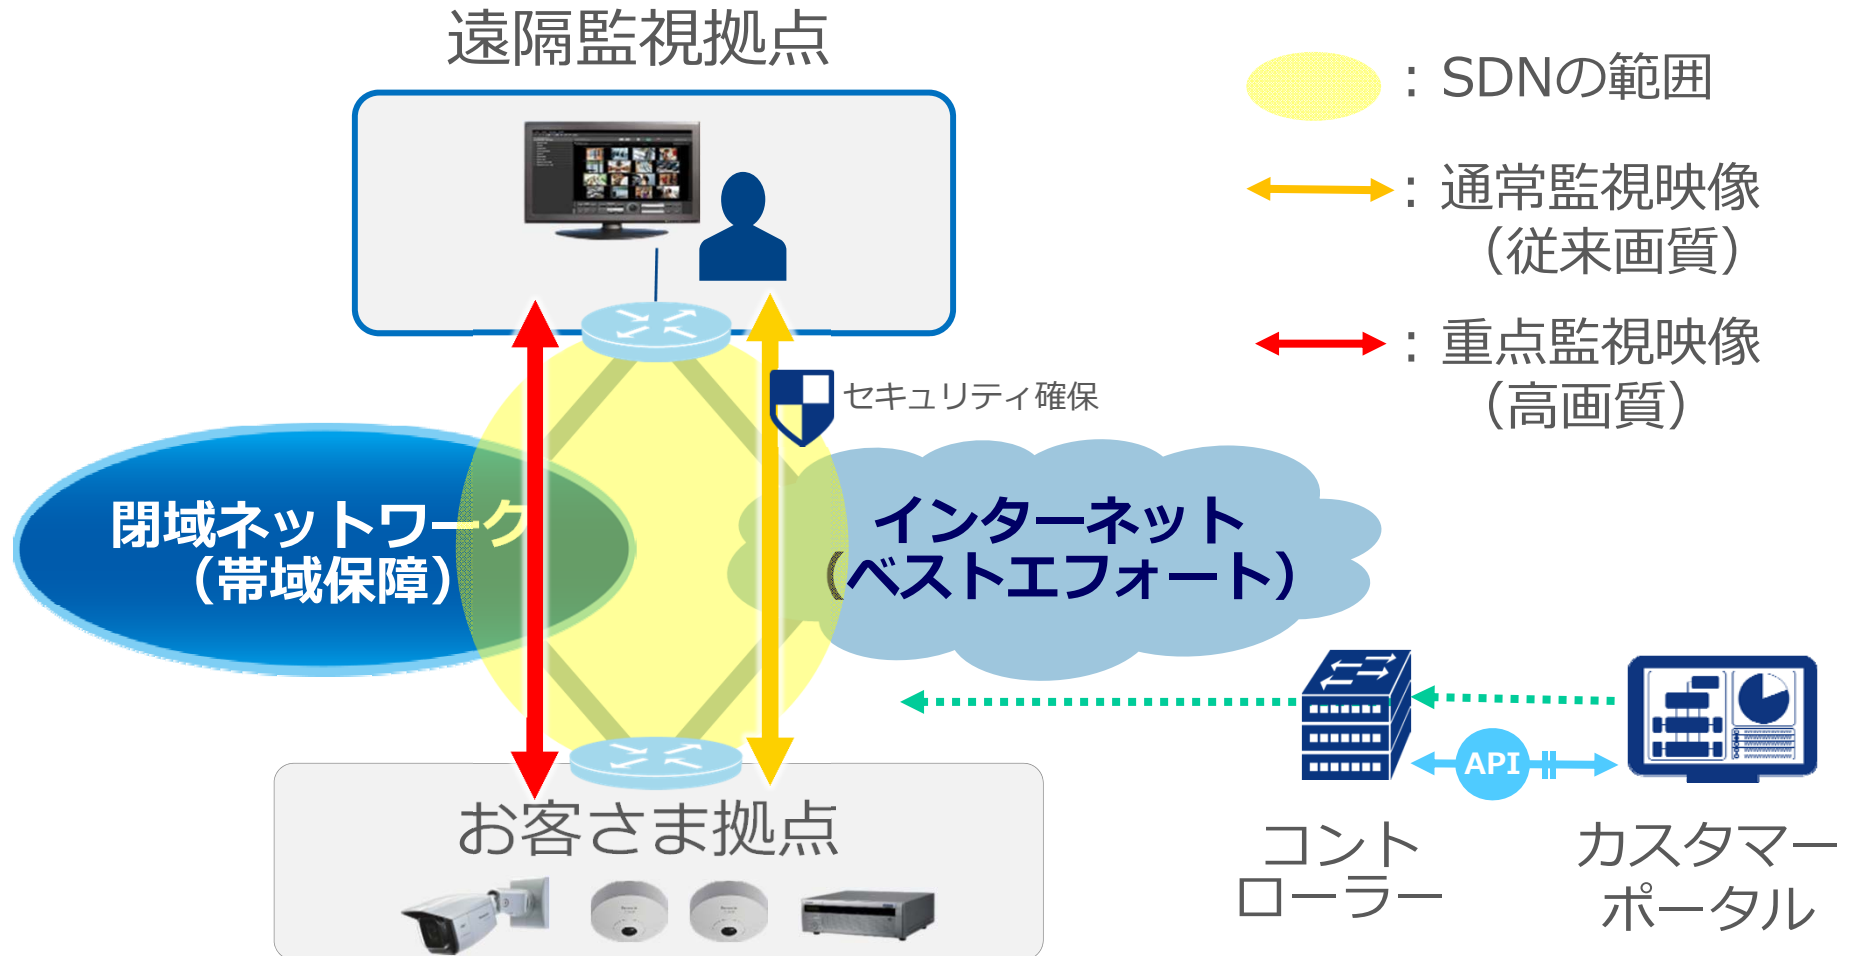 遠隔監視拠点
：SDNの範囲
：通常監視映像
（従来画質）
：重点監視映像
（高画質）
セキュリティ確保
閉域ネットワーク
（帯域保障）
インターネット
（ベストエフォート）
API
お客さま拠点
コント
ローラー
カスタマー
ポータル